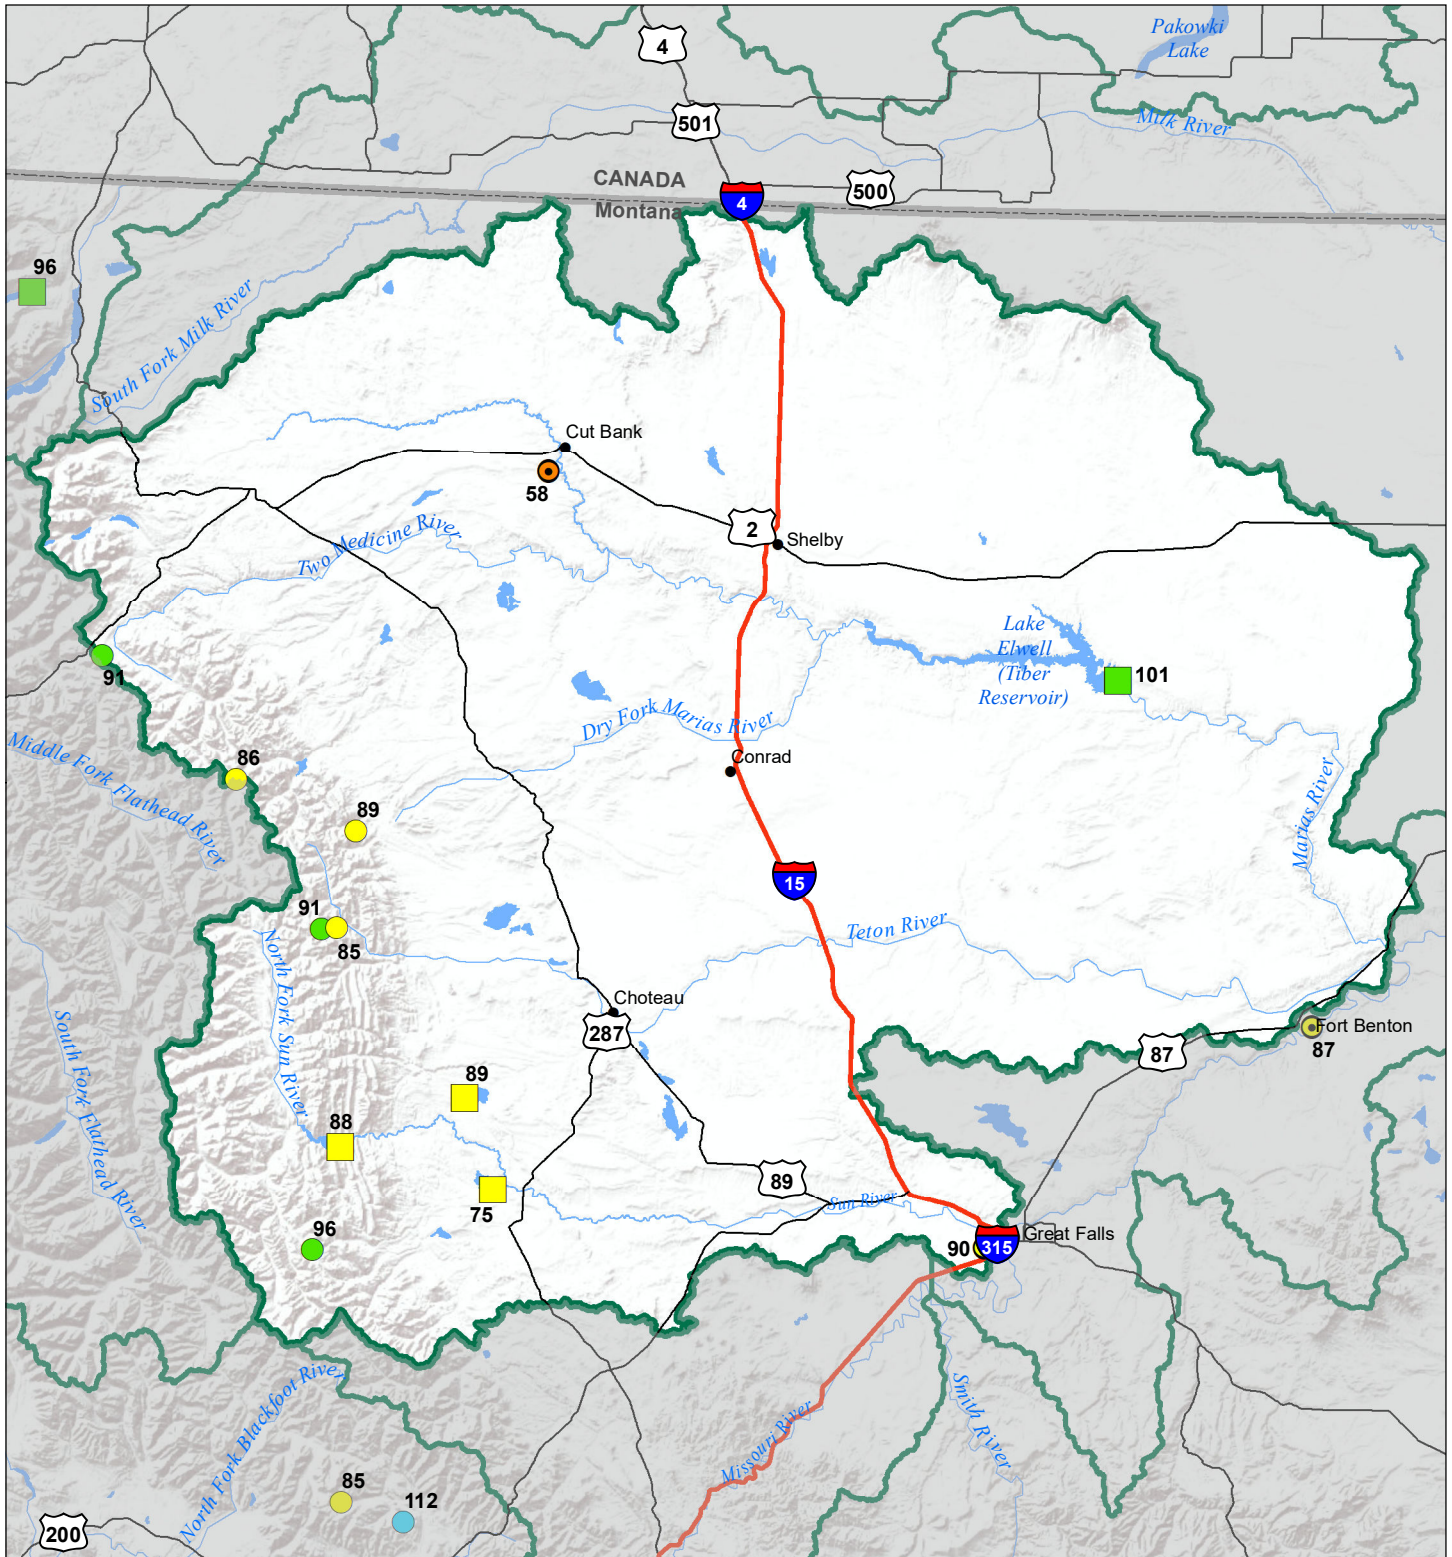 4
Pakowki
Lake
501
Milk River
CANADA
Montana
4
500
96
South Fork Milk River
Cut Bank
58
2
Shelby
Two Medicine River
Lake
Elwell
(Tiber
Reservoir)
101
91
Dry Fork Marias River
Middle Fork Flathead River
86
Conrad
89
Marias River
15
91
85
Teton River
North Fork Sun River
Choteau
287
Fort Benton
87
87
South Fork Flathead River
89
88
75
89
Sun River
96
90
315
Great Falls
North Fork Blackfoot River
Missouri River
Smith River
85
112
200